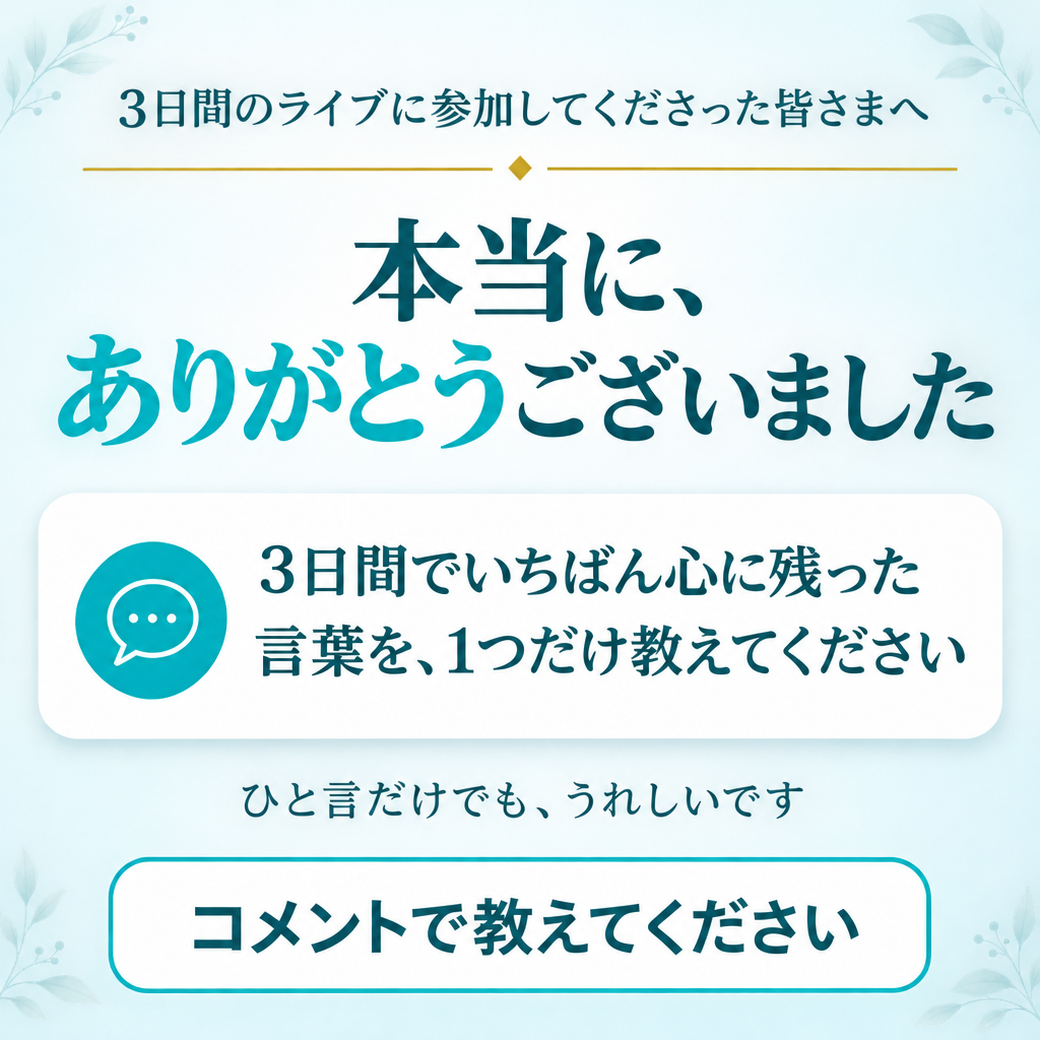 3日間のライブに参加してくださった皆さまへ
本当に、
ありがとうございました
3日間でいちばん心に残った
言葉を、1つだけ教えてください
ひと言だけでも、うれしいです
コメントで教えてください